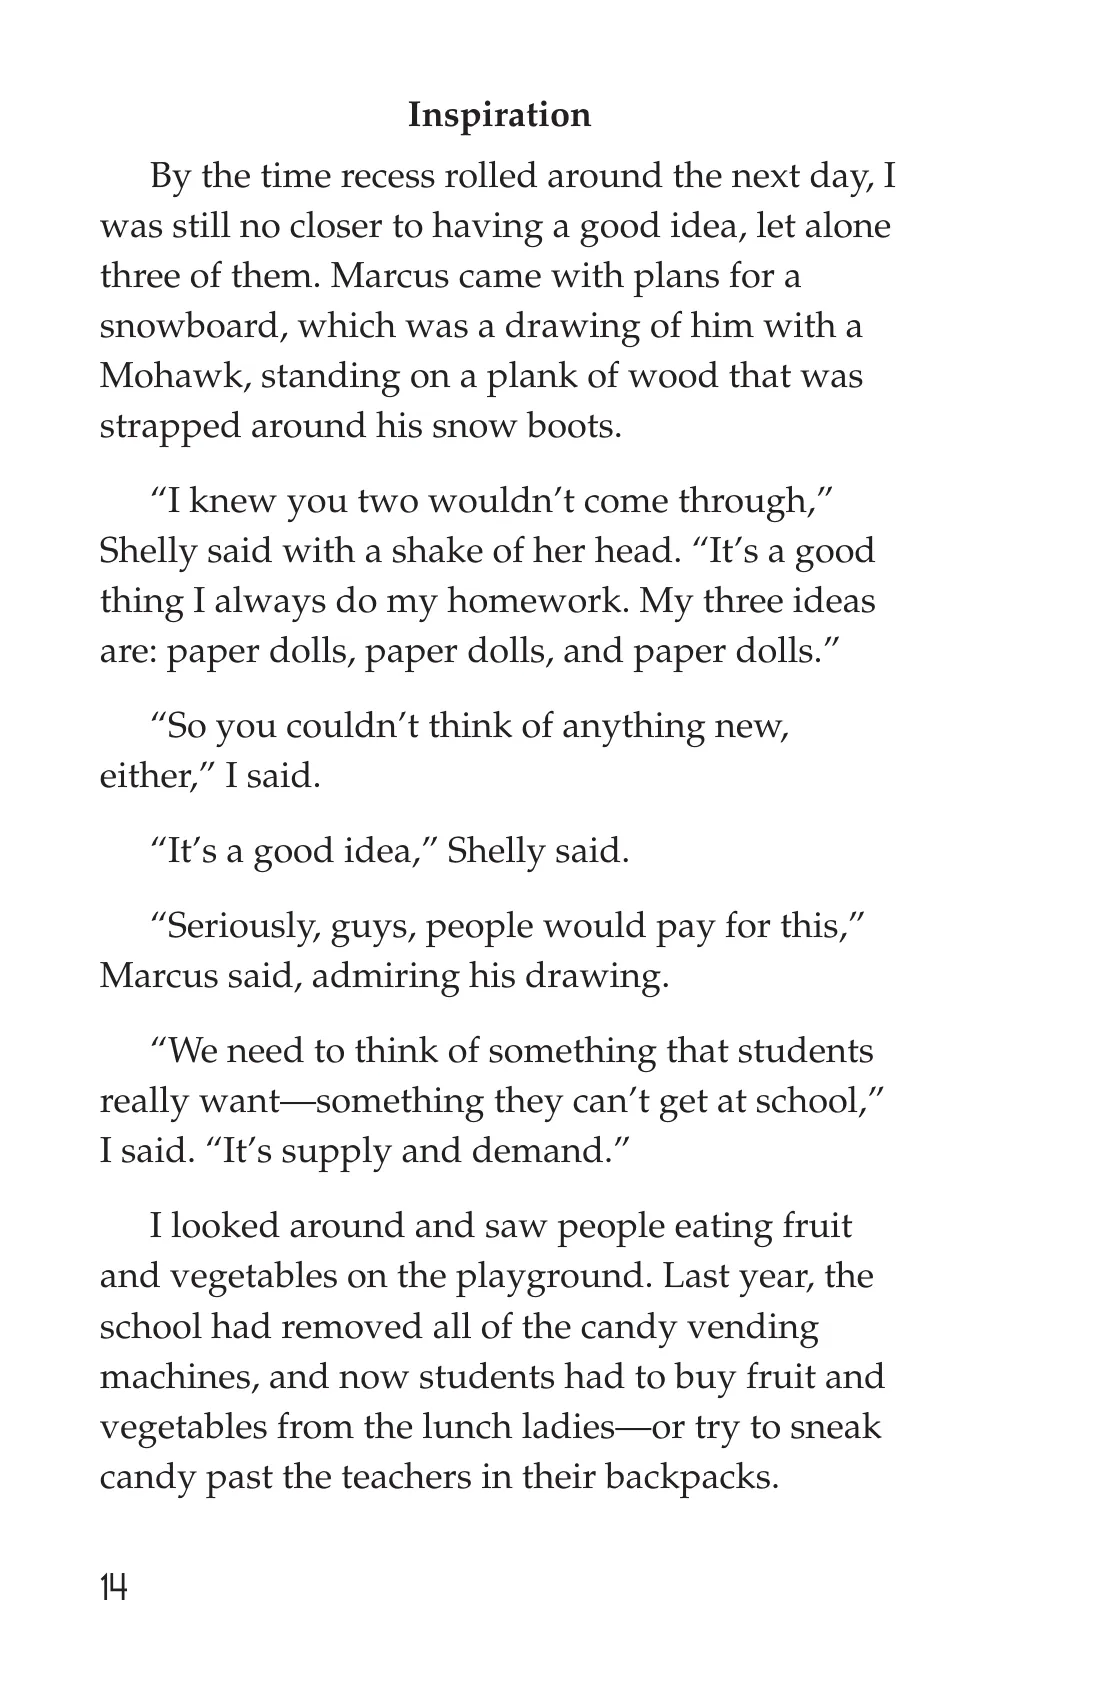 Inspiration
By the time recess rolled around the next day, I
was still no closer to having a good idea, let alone
three of them. Marcus came with plans for a
snowboard, which was a drawing of him with a
Mohawk, standing on a plank of wood that was
strapped around his snow boots.
“I knew you two wouldn’t come through,”
Shelly said with a shake of her head. “It’s a good
thing I always do my homework. My three ideas
are: paper dolls, paper dolls, and paper dolls.”
“So you couldn’t think of anything new,
either,” I said.
“It’s a good idea,” Shelly said.
“Seriously, guys, people would pay for this,”
Marcus said, admiring his drawing.
“We need to think of something that students
really want—something they can’t get at school,”
I said. “It’s supply and demand.”
I looked around and saw people eating fruit
and vegetables on the playground. Last year, the
school had removed all of the candy vending
machines, and now students had to buy fruit and
vegetables from the lunch ladies—or try to sneak
candy past the teachers in their backpacks.
14